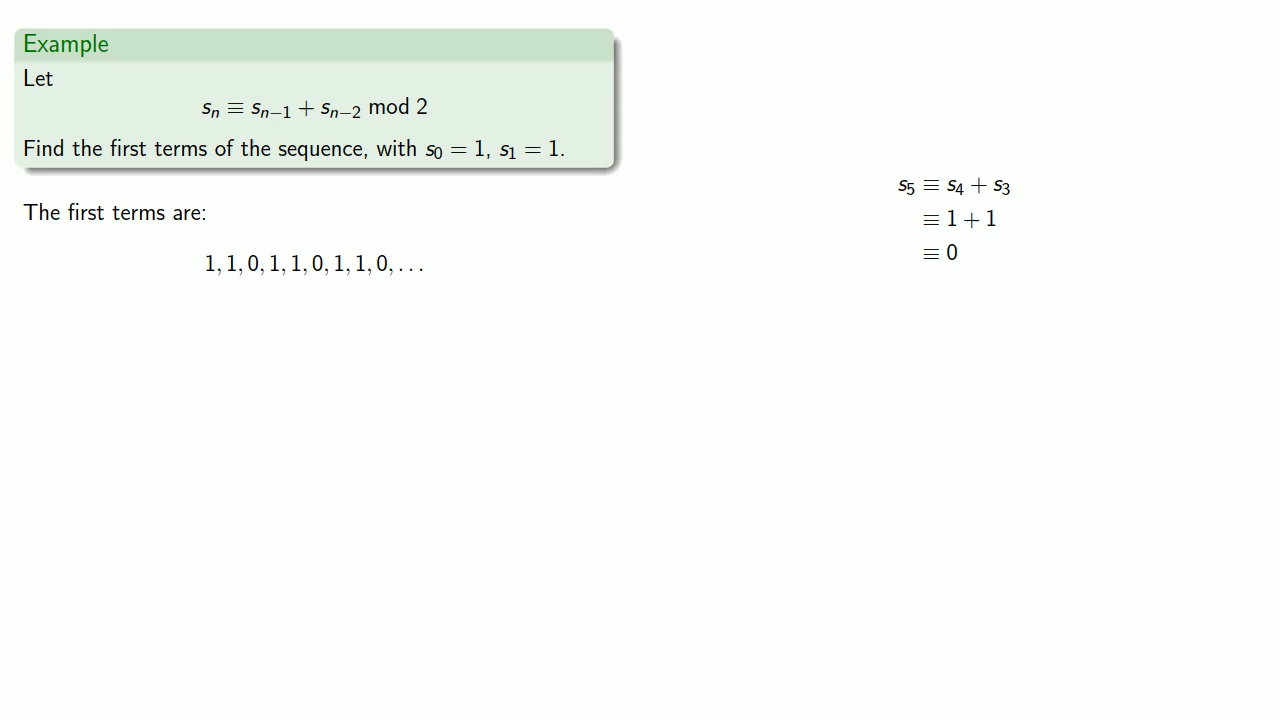 Example
Let
sₙ ≡ sₙ₋₁ + sₙ₋₂ mod 2
Find the first terms of the sequence, with s₀ = 1, s₁ = 1.
The first terms are:
1, 1, 0, 1, 1, 0, 1, 1, 0, . . .
s₅ ≡ s₄ + s₃
≡ 1 + 1
≡ 0